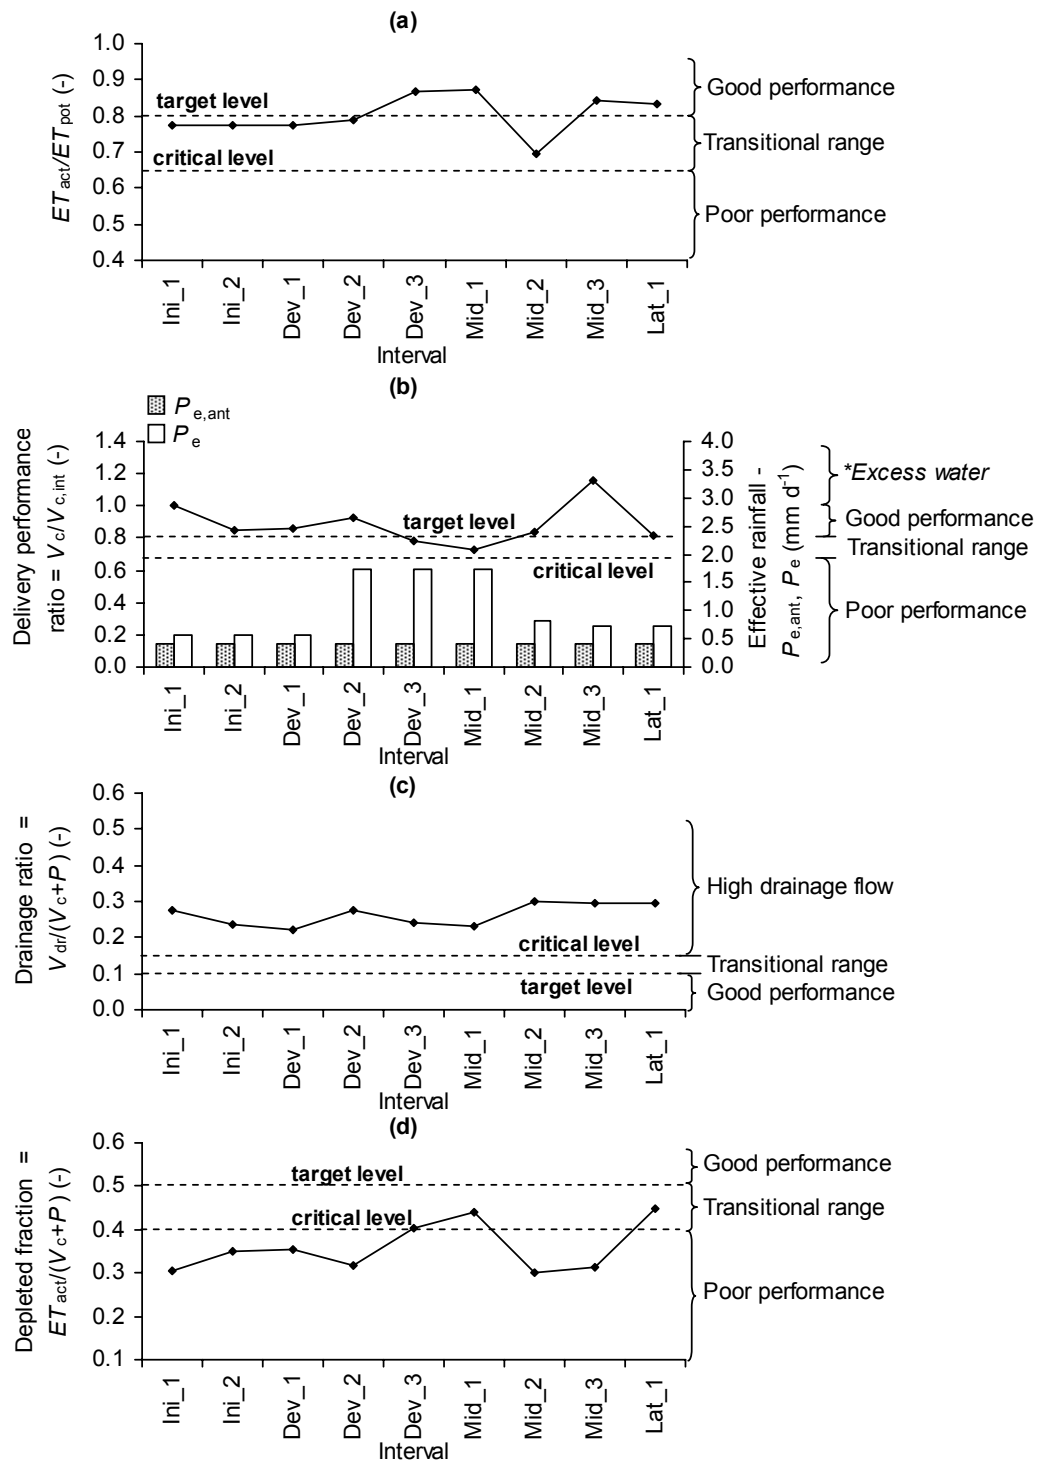 (a)
ETact/ETpot (-)
1.0
0.9
0.8
0.7
0.6
0.5
0.4
target level
critical level
Good performance
Transitional range
Poor performance
Ini_1
Ini_2
Dev_1
Dev_2
Dev_3
Mid_1
Mid_2
Mid_3
Lat_1
Interval
(b)
Pe,ant
Pe
Delivery performance
ratio = Vc/Vc,int (-)
1.4
1.2
1.0
0.8
0.6
0.4
0.2
0.0
target level
critical level
4.0
3.5
3.0
2.5
2.0
1.5
1.0
0.5
0.0
Effective rainfall -
Pe,ant, Pe (mm d-1)
*Excess water
Good performance
Transitional range
Poor performance
Ini_1
Ini_2
Dev_1
Dev_2
Dev_3
Mid_1
Mid_2
Mid_3
Lat_1
Interval
(c)
Drainage ratio =
Vdr/(Vc+P) (-)
0.6
0.5
0.4
0.3
0.2
0.1
0.0
critical level
target level
High drainage flow
Transitional range
Good performance
Ini_1
Ini_2
Dev_1
Dev_2
Dev_3
Mid_1
Mid_2
Mid_3
Lat_1
Interval
(d)
Depleted fraction =
ETact/(Vc+P) (-)
0.6
0.5
0.4
0.3
0.2
0.1
target level
critical level
Good performance
Transitional range
Poor performance
Ini_1
Ini_2
Dev_1
Dev_2
Dev_3
Mid_1
Mid_2
Mid_3
Lat_1
Interval